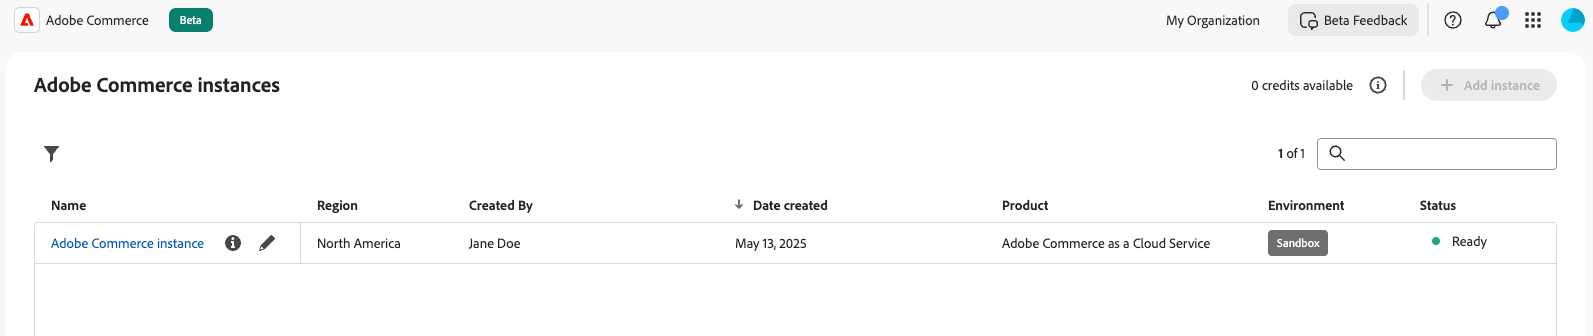 Adobe Commerce Beta My Organization Beta Feedback
Adobe Commerce instances 0 credits available Add instance
1 of 1
Name Region Created By Date created Product Environment Status
Adobe Commerce instance North America Jane Doe May 13, 2025 Adobe Commerce as a Cloud Service Sandbox Ready